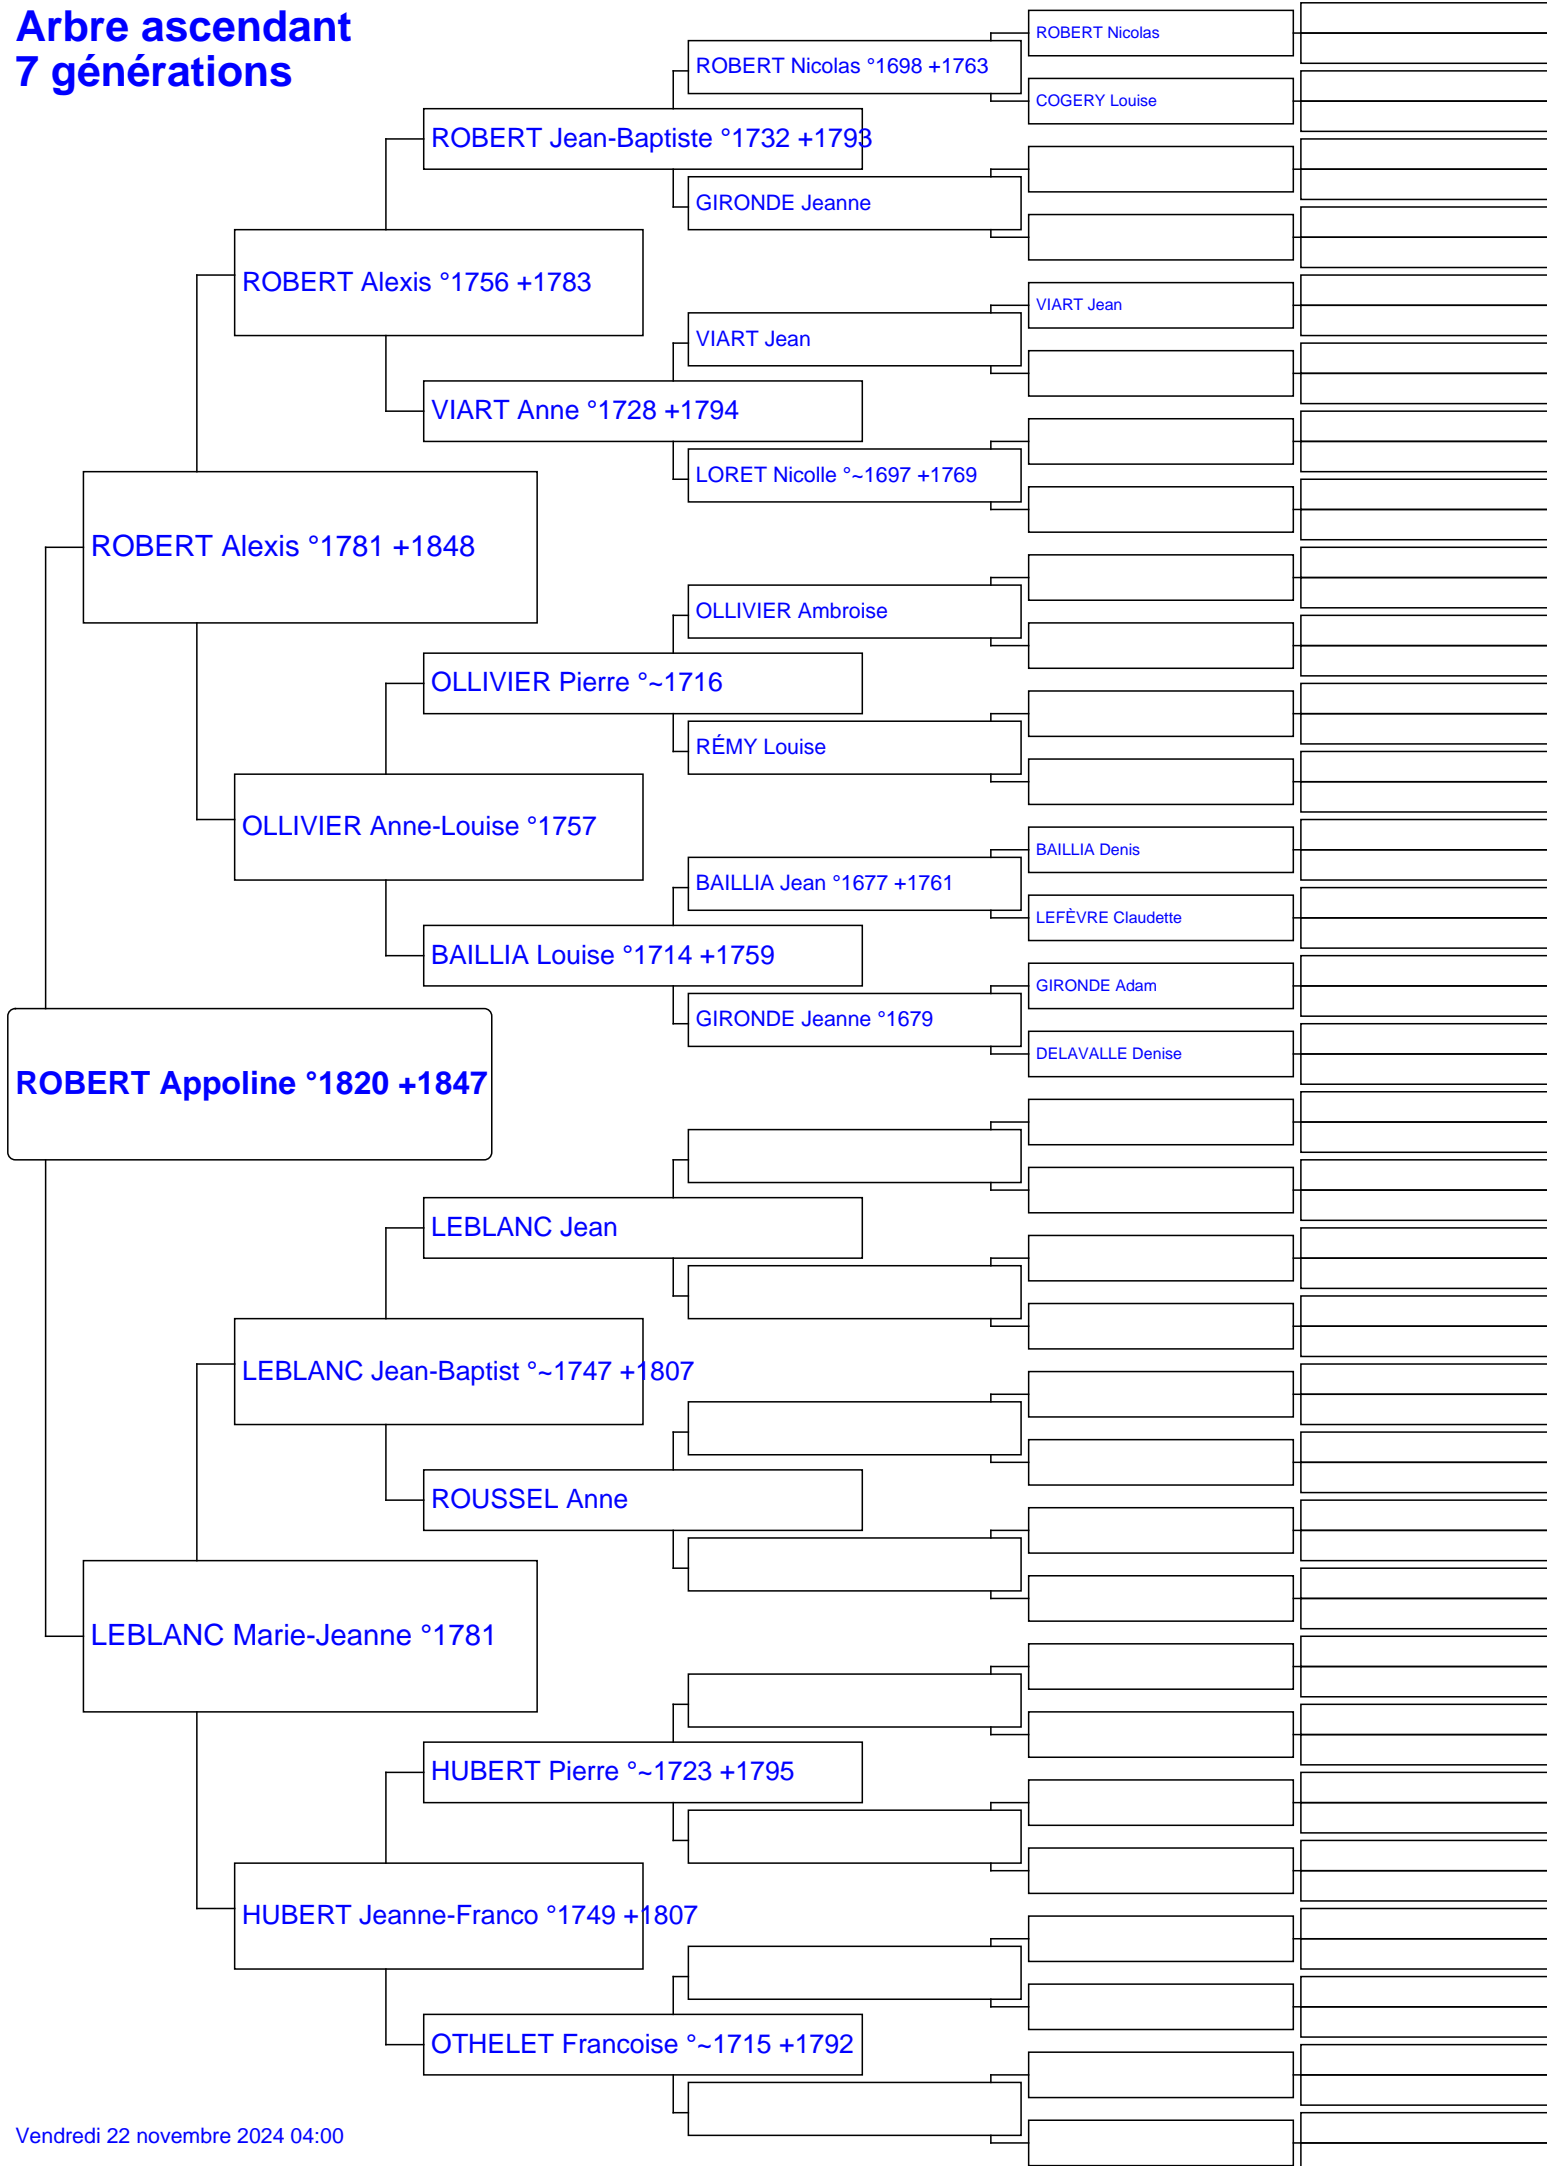 Arbre ascendant
7 générations
ROBERT Nicolas
ROBERT Nicolas °1698 +1763
COGERY Louise
ROBERT Jean-Baptiste °1732 +1793
GIRONDE Jeanne
ROBERT Alexis °1756 +1783
VIART Jean
VIART Jean
VIART Anne °1728 +1794
LORET Nicolle °~1697 +1769
ROBERT Alexis °1781 +1848
OLLIVIER Ambroise
OLLIVIER Pierre °~1716
RÉMY Louise
OLLIVIER Anne-Louise °1757
BAILLIA Denis
BAILLIA Jean °1677 +1761
LEFÈVRE Claudette
BAILLIA Louise °1714 +1759
GIRONDE Adam
GIRONDE Jeanne °1679
DELAVALLE Denise
ROBERT Appoline °1820 +1847
LEBLANC Jean
LEBLANC Jean-Baptist °~1747 +1807
ROUSSEL Anne
LEBLANC Marie-Jeanne °1781
HUBERT Pierre °~1723 +1795
HUBERT Jeanne-Franco °1749 +1807
OTHELET Francoise °~1715 +1792
Vendredi 22 novembre 2024 04:00